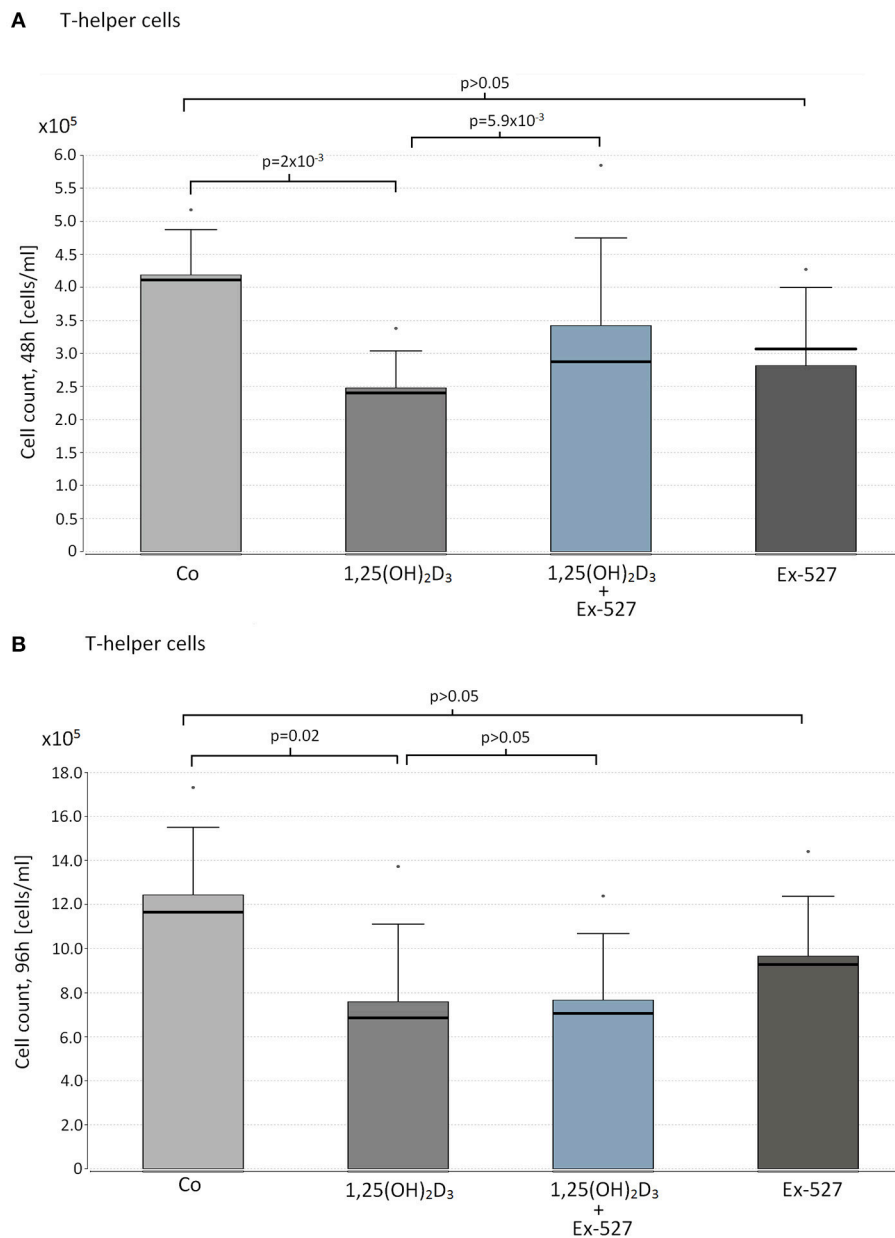 A T-helper cells
p>0.05
x10⁵
p=5.9x10⁻³
p=2x10⁻³
6.0
5.5
5.0
4.5
4.0
3.5
3.0
2.5
2.0
1.5
1.0
0.5
0
Cell count, 48h [cells/ml]
Co 1,25(OH)₂D₃ 1,25(OH)₂D₃ Ex-527
+
Ex-527
B T-helper cells
p>0.05
x10⁵
p=0.02 p>0.05
18.0
16.0
14.0
12.0
10.0
8.0
6.0
4.0
2.0
0
Cell count, 96h [cells/ml]
Co 1,25(OH)₂D₃ 1,25(OH)₂D₃ Ex-527
+
Ex-527